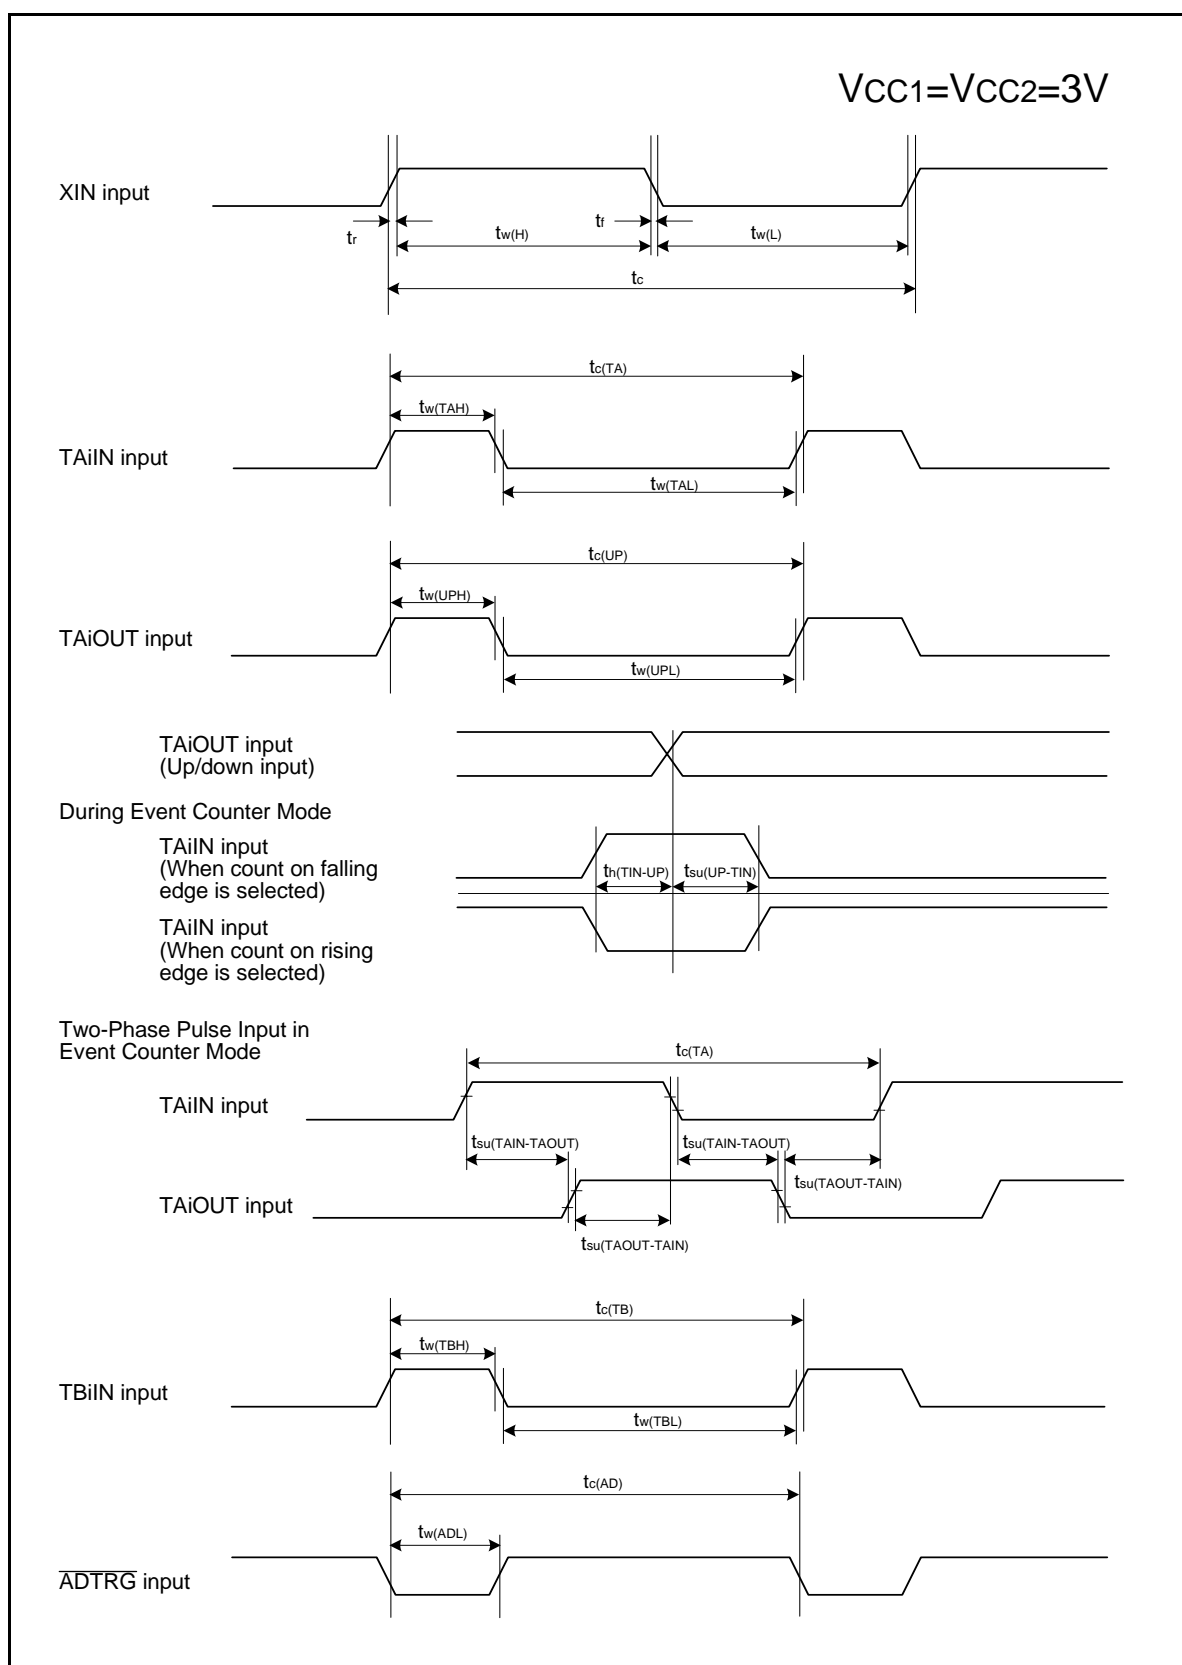 VCC1=VCC2=3V
XIN input
tr
tw(H)
tf
tw(L)
tc
tc(TA)
tw(TAH)
TAiIN input
tw(TAL)
tc(UP)
tw(UPH)
TAiOUT input
tw(UPL)
TAiOUT input
(Up/down input)
During Event Counter Mode
TAiIN input
(When count on falling
edge is selected)
th(TIN-UP)
tsu(UP-TIN)
TAiIN input
(When count on rising
edge is selected)
Two-Phase Pulse Input in
Event Counter Mode
tc(TA)
TAiIN input
tsu(TAIN-TAOUT)
tsu(TAIN-TAOUT)
tsu(TAOUT-TAIN)
TAiOUT input
tsu(TAOUT-TAIN)
tc(TB)
tw(TBH)
TBiIN input
tw(TBL)
tc(AD)
tw(ADL)
ADTRG input